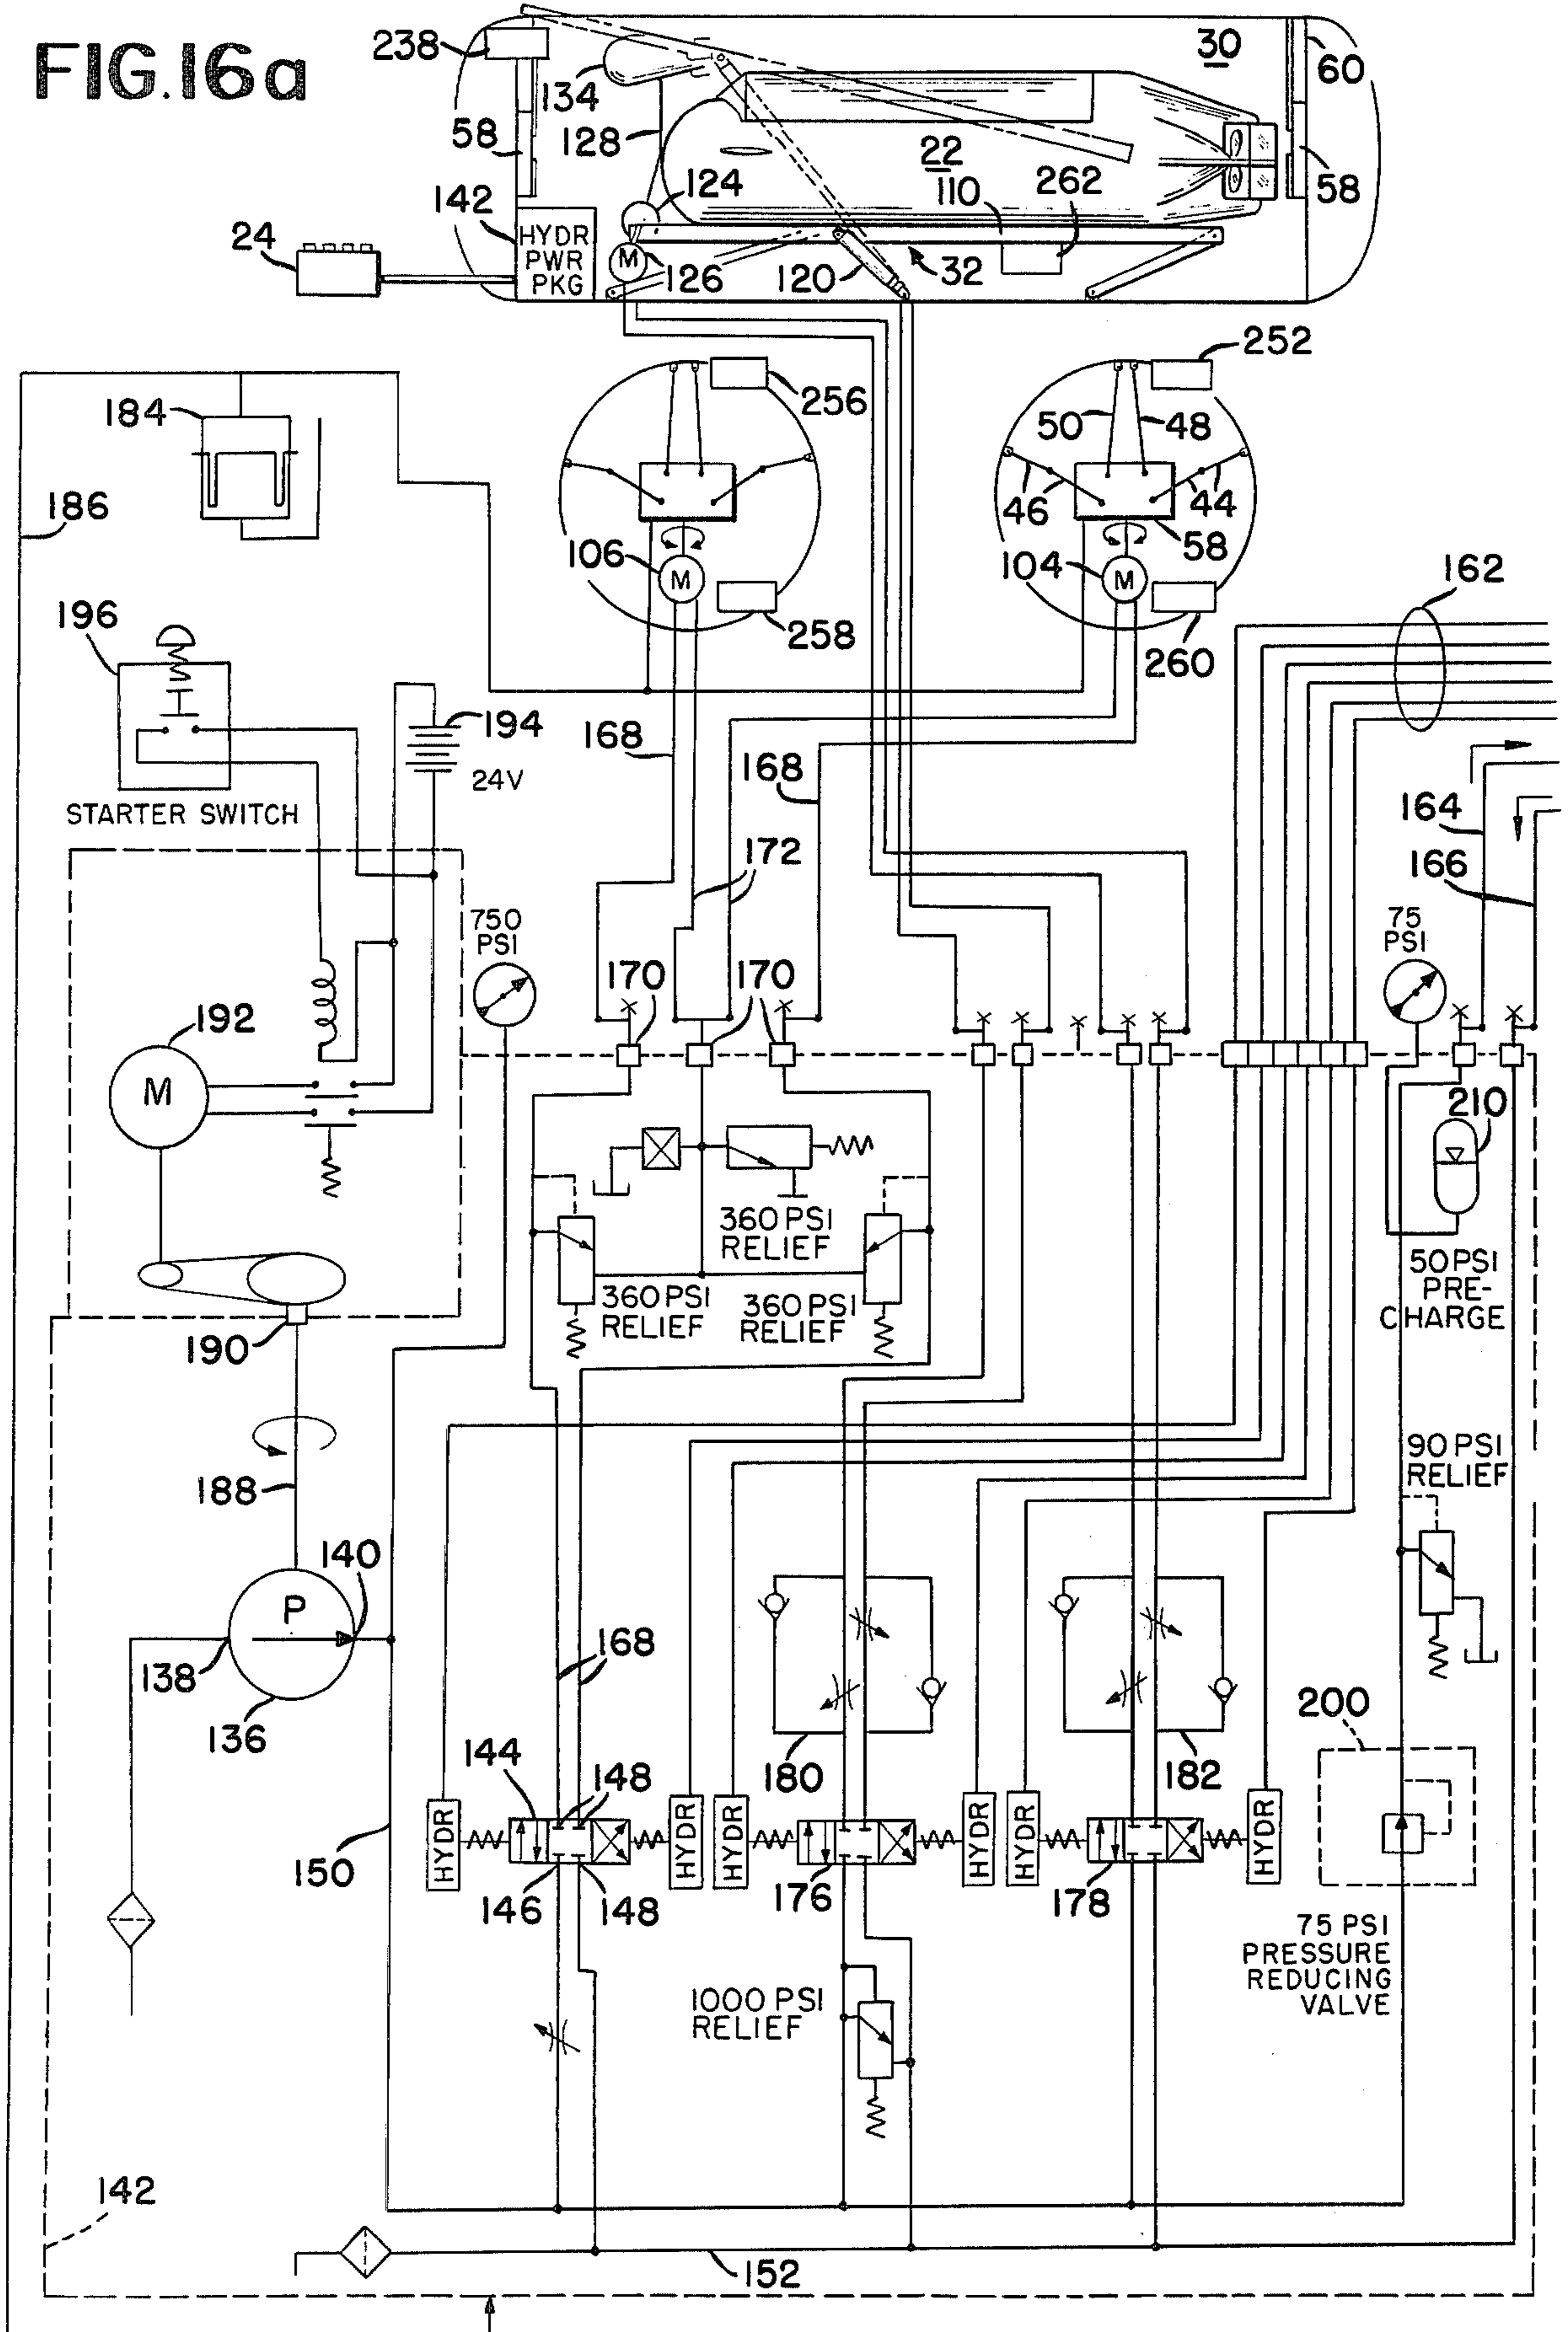 FIG.16a
238
134
58
128
30
60
22
110
262
58
142
124
24
HYDR
PWR
PKG
M
126
120
32
184
256
252
50
48
186
46
44
58
106
M
104
M
162
196
258
260
194
24V
168
168
STARTER SWITCH
164
172
166
750
PSI
75
PSI
170
170
192
M
210
360 PSI
RELIEF
360 PSI
RELIEF
360 PSI
RELIEF
50 PSI
PRE-
CHARGE
190
90 PSI
RELIEF
188
140
P
168
138
136
200
144
148
180
182
HYDR
HYDR
HYDR
HYDR
HYDR
HYDR
150
146
148
176
178
75 PSI
PRESSURE
REDUCING
VALVE
1000 PSI
RELIEF
142
152